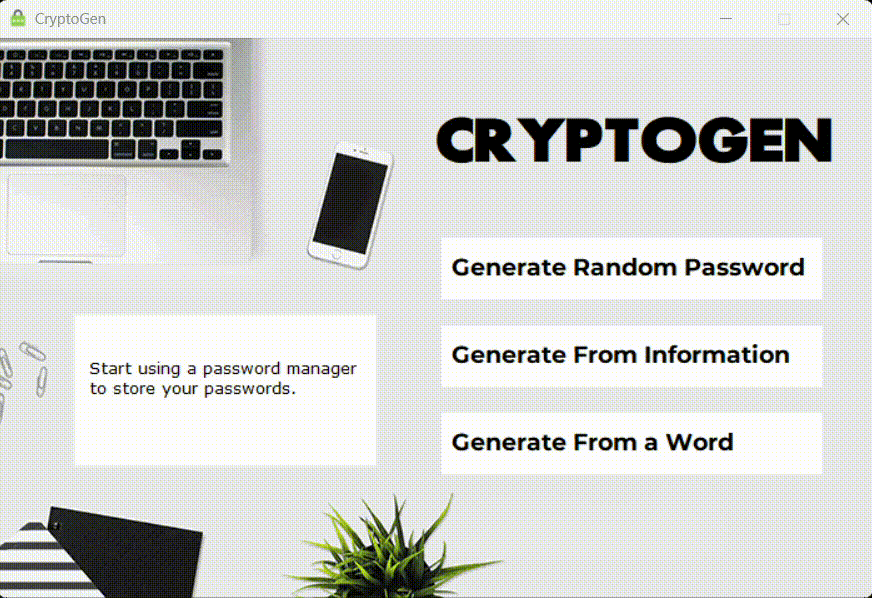 CryptoGen
CRYPTOGEN
Generate Random Password
Start using a password manager
to store your passwords.
Generate From Information
Generate From a Word